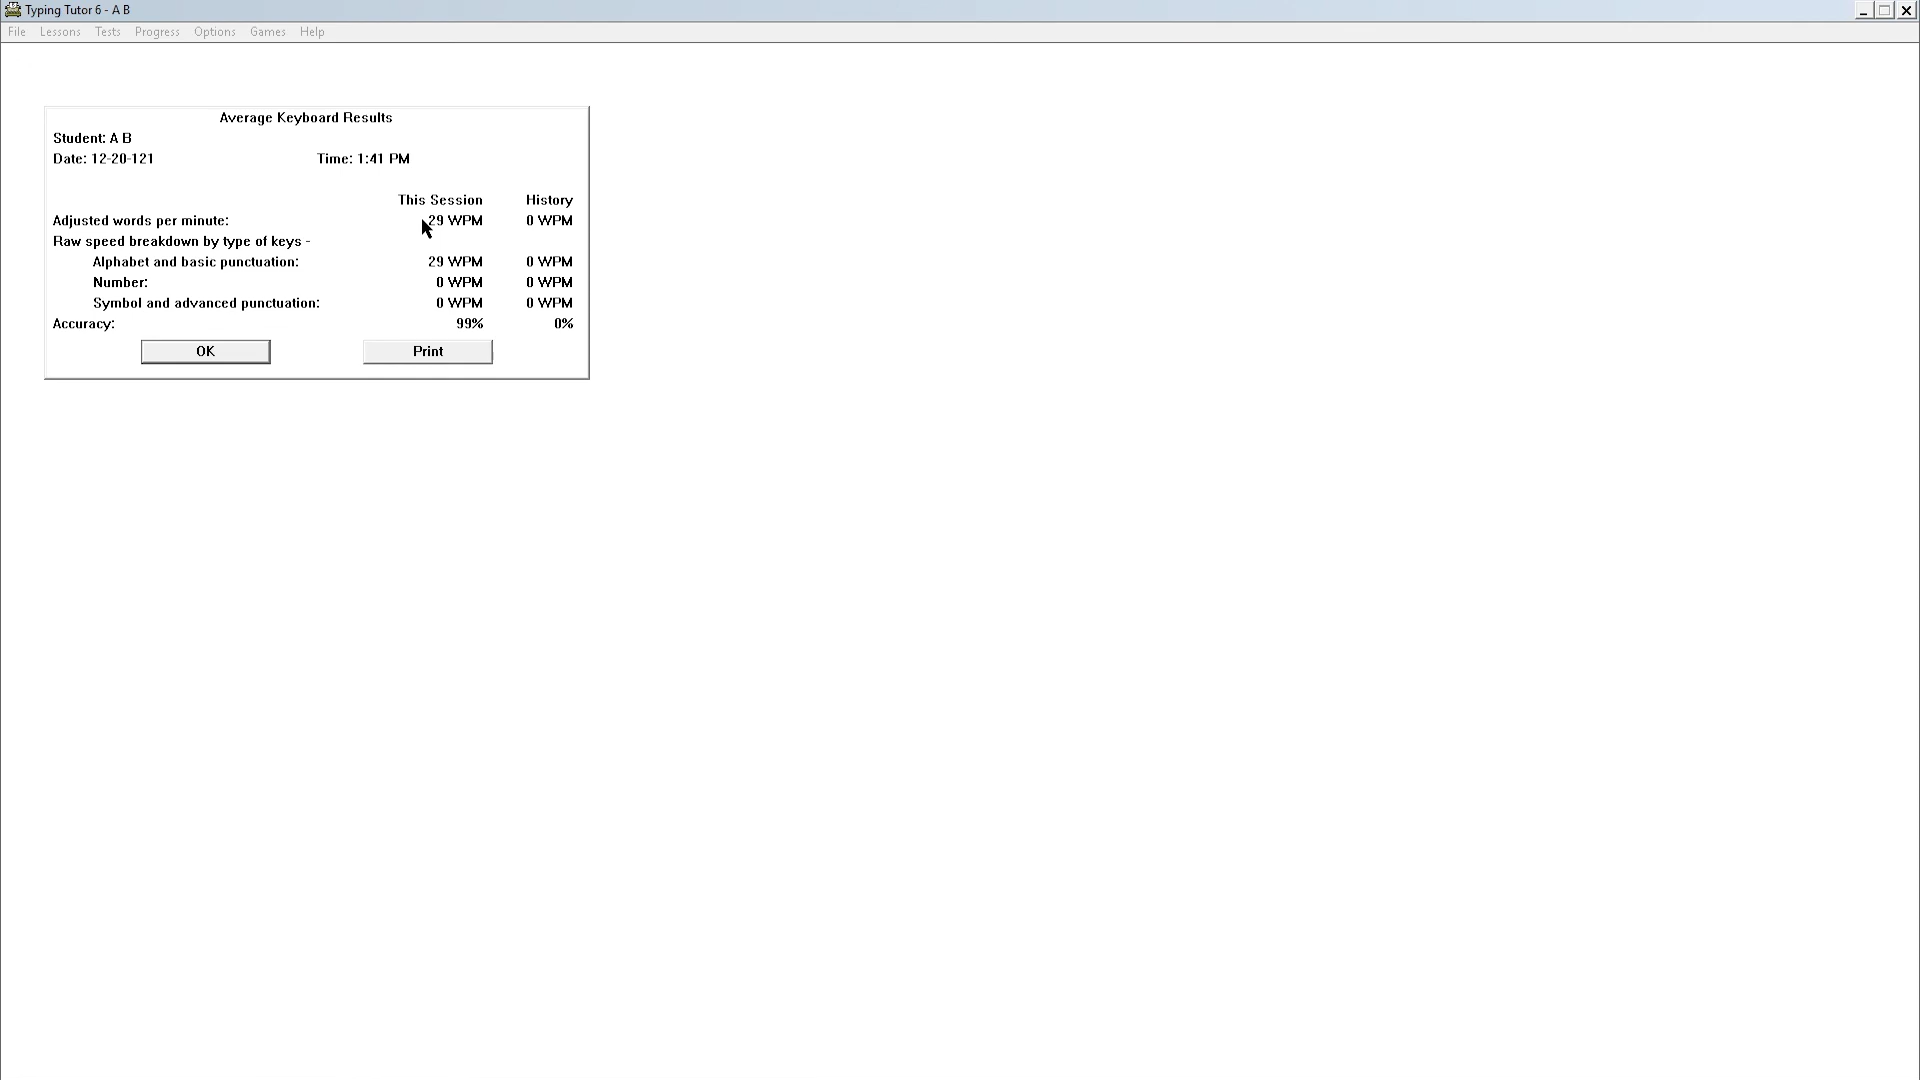 Typing Tutor 6 - A B
File Lessons Tests Progress Options Games Help
Average Keyboard Results
Student: A B
Date: 12-20-121 Time: 1:41 PM
This Session History
Adjusted words per minute: 29 WPM 0 WPM
Raw speed breakdown by type of keys -
Alphabet and basic punctuation: 29 WPM 0 WPM
Number: 0 WPM 0 WPM
Symbol and advanced punctuation: 0 WPM 0 WPM
Accuracy: 99% 0%
OK Print